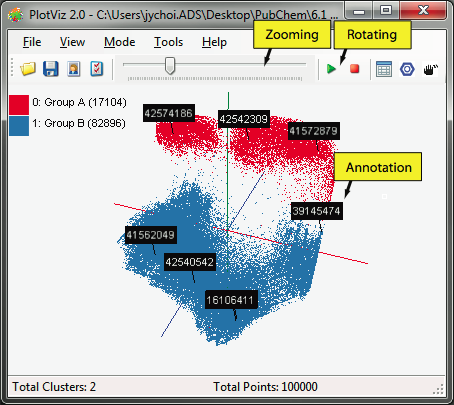 PlotViz 2.0 - C:\Users\jychoi.ADS\Desktop\PubChem\6.1 ...
PlotViz View Mode Tools Help
Zooming
Rotating
0: Group A (17104)
1: Group B (82896)
42574186
42542309
41572879
Annotation
39145474
41562049
42540542
16106411
Total Clusters: 2 Total Points: 100000